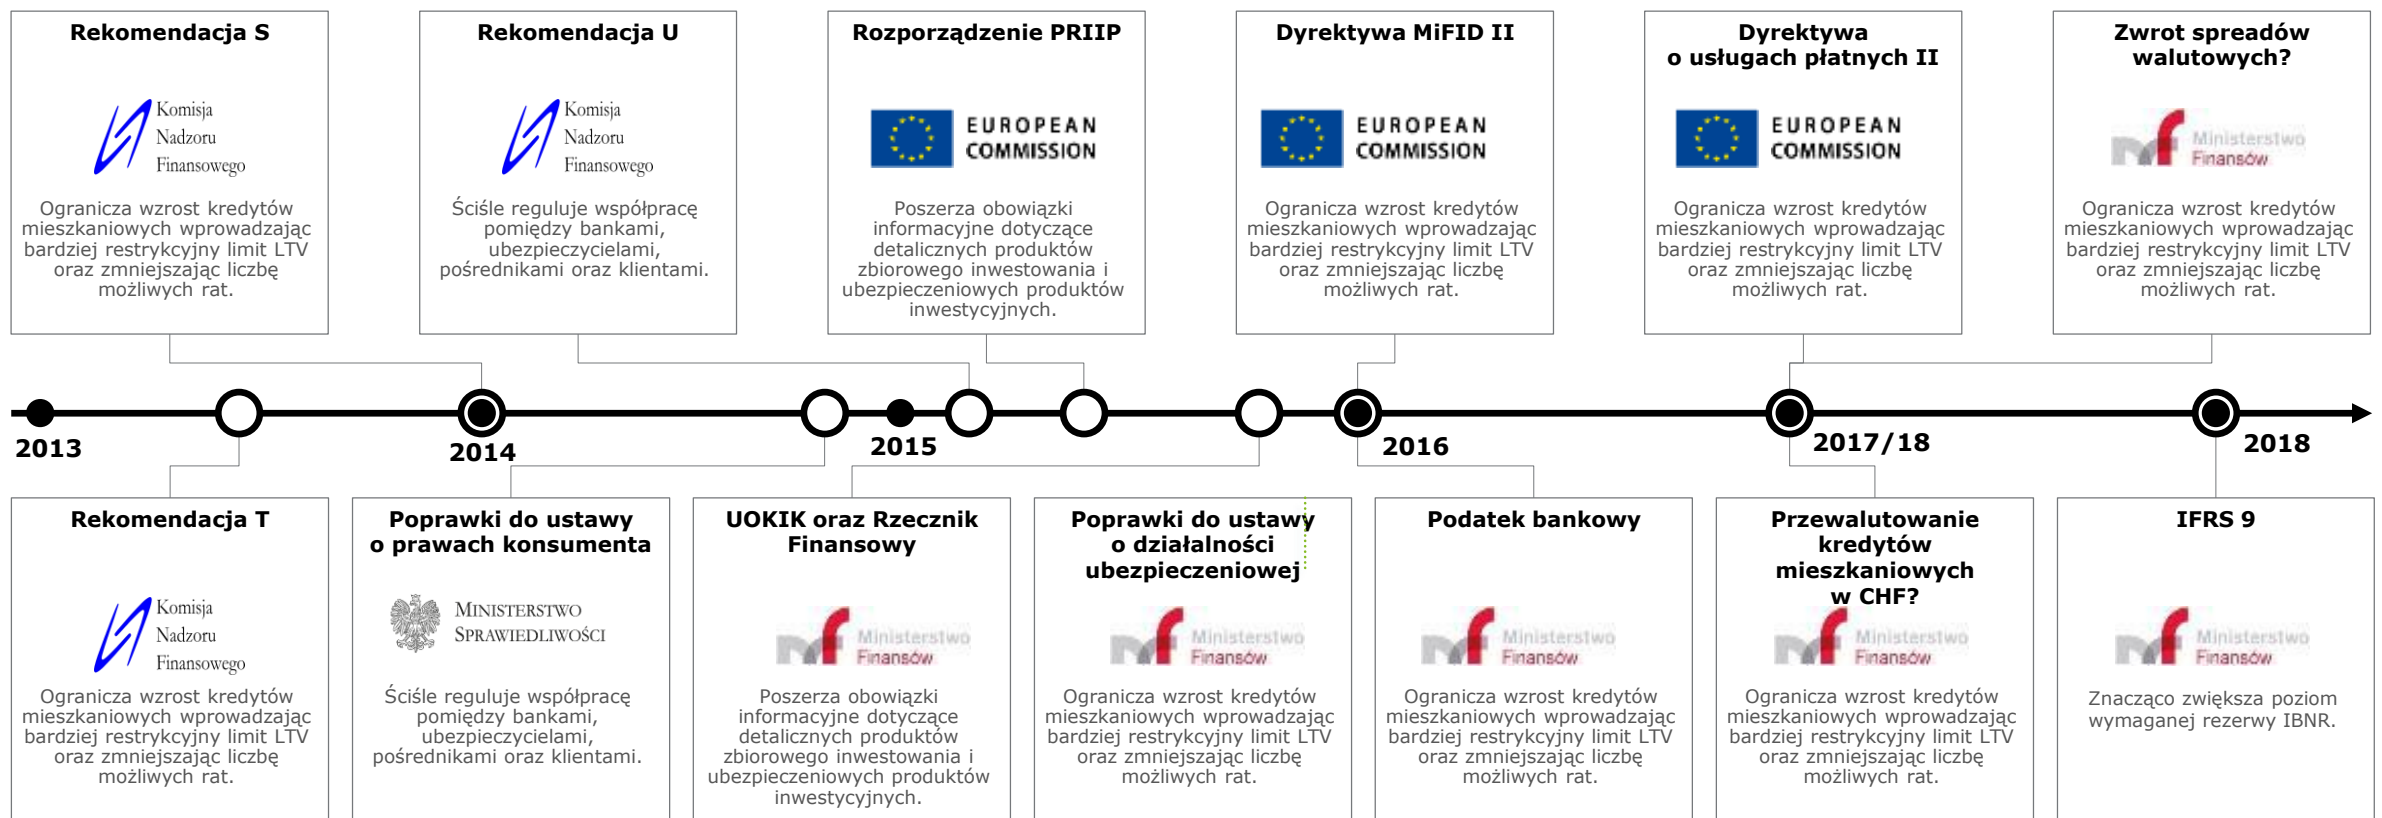 Rekomendacja S
Komisja
Nadzoru
Finansowego
Ogranicza wzrost kredytów
mieszkaniowych wprowadzając
bardziej restrykcyjny limit LTV
oraz zmniejszając liczbę
możliwych rat.
Rekomendacja U
Komisja
Nadzoru
Finansowego
Ściśle reguluje współpracę
pomiędzy bankami,
ubezpieczycielami,
pośrednikami oraz klientami.
Rozporządzenie PRIIP
EUROPEAN
COMMISSION
Poszerza obowiązki
informacyjne dotyczące
detalicznych produktów
zbiorowego inwestowania i
ubezpieczeniowych produktów
inwestycyjnych.
Dyrektywa MiFID II
EUROPEAN
COMMISSION
Ogranicza wzrost kredytów
mieszkaniowych wprowadzając
bardziej restrykcyjny limit LTV
oraz zmniejszając liczbę
możliwych rat.
Dyrektywa
o usługach płatnych II
EUROPEAN
COMMISSION
Ogranicza wzrost kredytów
mieszkaniowych wprowadzając
bardziej restrykcyjny limit LTV
oraz zmniejszając liczbę
możliwych rat.
Zwrot spreadów
walutowych?
Ministerstwo
Finansów
Ogranicza wzrost kredytów
mieszkaniowych wprowadzając
bardziej restrykcyjny limit LTV
oraz zmniejszając liczbę
możliwych rat.
2013
2014
2015
2016
2017/18
2018
Rekomendacja T
Komisja
Nadzoru
Finansowego
Ogranicza wzrost kredytów
mieszkaniowych wprowadzając
bardziej restrykcyjny limit LTV
oraz zmniejszając liczbę
możliwych rat.
Poprawki do ustawy
o prawach konsumenta
MINISTERSTWO
SPRAWIEDLIWOŚCI
Ściśle reguluje współpracę
pomiędzy bankami,
ubezpieczycielami,
pośrednikami oraz klientami.
UOKIK oraz Rzecznik
Finansowy
Ministerstwo
Finansów
Poszerza obowiązki
informacyjne dotyczące
detalicznych produktów
zbiorowego inwestowania i
ubezpieczeniowych produktów
inwestycyjnych.
Poprawki do ustawy
o działalności
ubezpieczeniowej
Ministerstwo
Finansów
Ogranicza wzrost kredytów
mieszkaniowych wprowadzając
bardziej restrykcyjny limit LTV
oraz zmniejszając liczbę
możliwych rat.
Podatek bankowy
Ministerstwo
Finansów
Ogranicza wzrost kredytów
mieszkaniowych wprowadzając
bardziej restrykcyjny limit LTV
oraz zmniejszając liczbę
możliwych rat.
Przewalutowanie
kredytów
mieszkaniowych
w CHF?
Ministerstwo
Finansów
Ogranicza wzrost kredytów
mieszkaniowych wprowadzając
bardziej restrykcyjny limit LTV
oraz zmniejszając liczbę
możliwych rat.
IFRS 9
Ministerstwo
Finansów
Znacząco zwiększa poziom
wymaganej rezerwy IBNR.